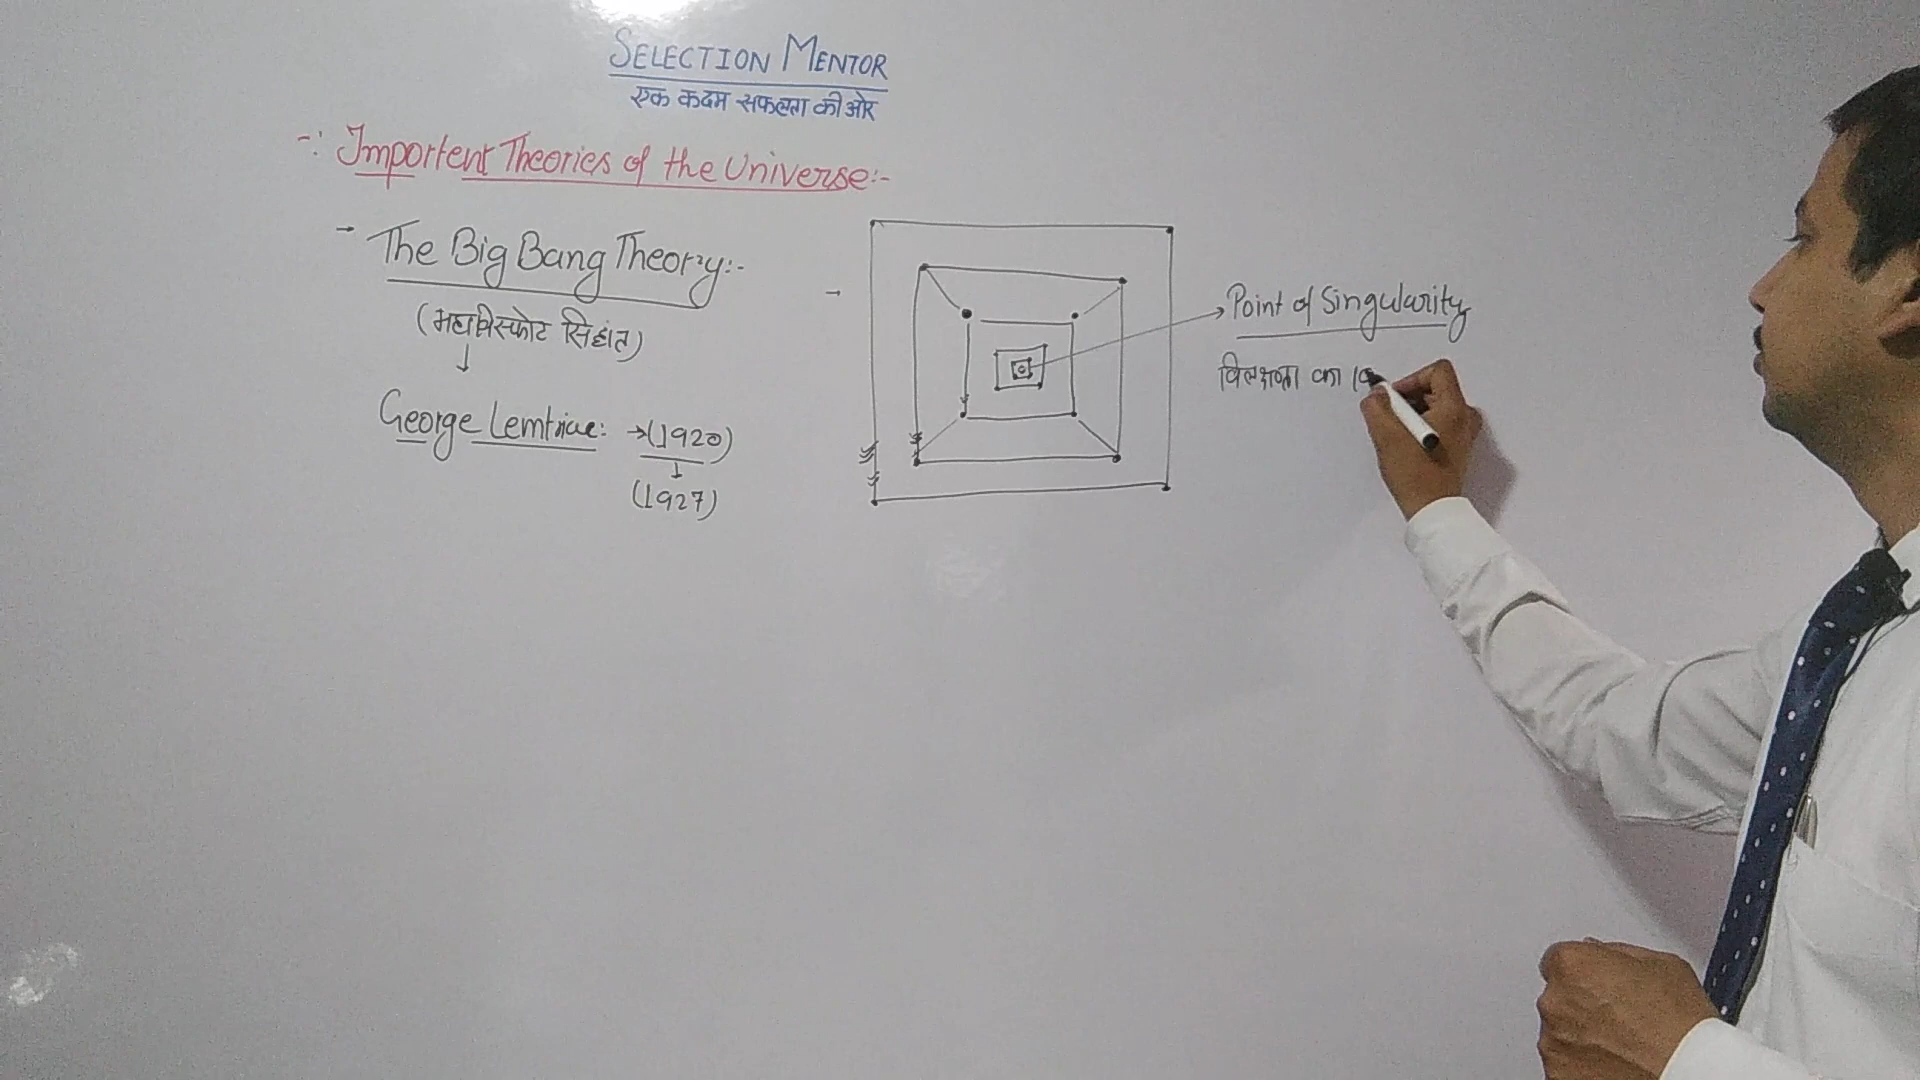 SELECTION MENTOR
एक कदम सफलता की ओर
-: Importent Theories of the Universe:-
- The Big Bang Theory:-
(महाविस्फोट सिद्धांत)
George Lemtriae: →(1920)
(1927)
→ Point of Singularity
विलक्षणता का